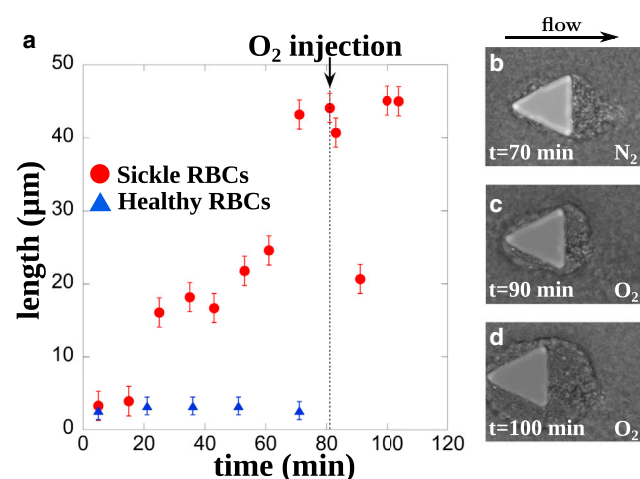 a
O2 injection
50
40
30
20
10
0
length (μm)
Sickle RBCs
Healthy RBCs
0 20 40 60 80 100 120
time (min)
flow
b
t=70 min N2
c
t=90 min O2
d
t=100 min O2